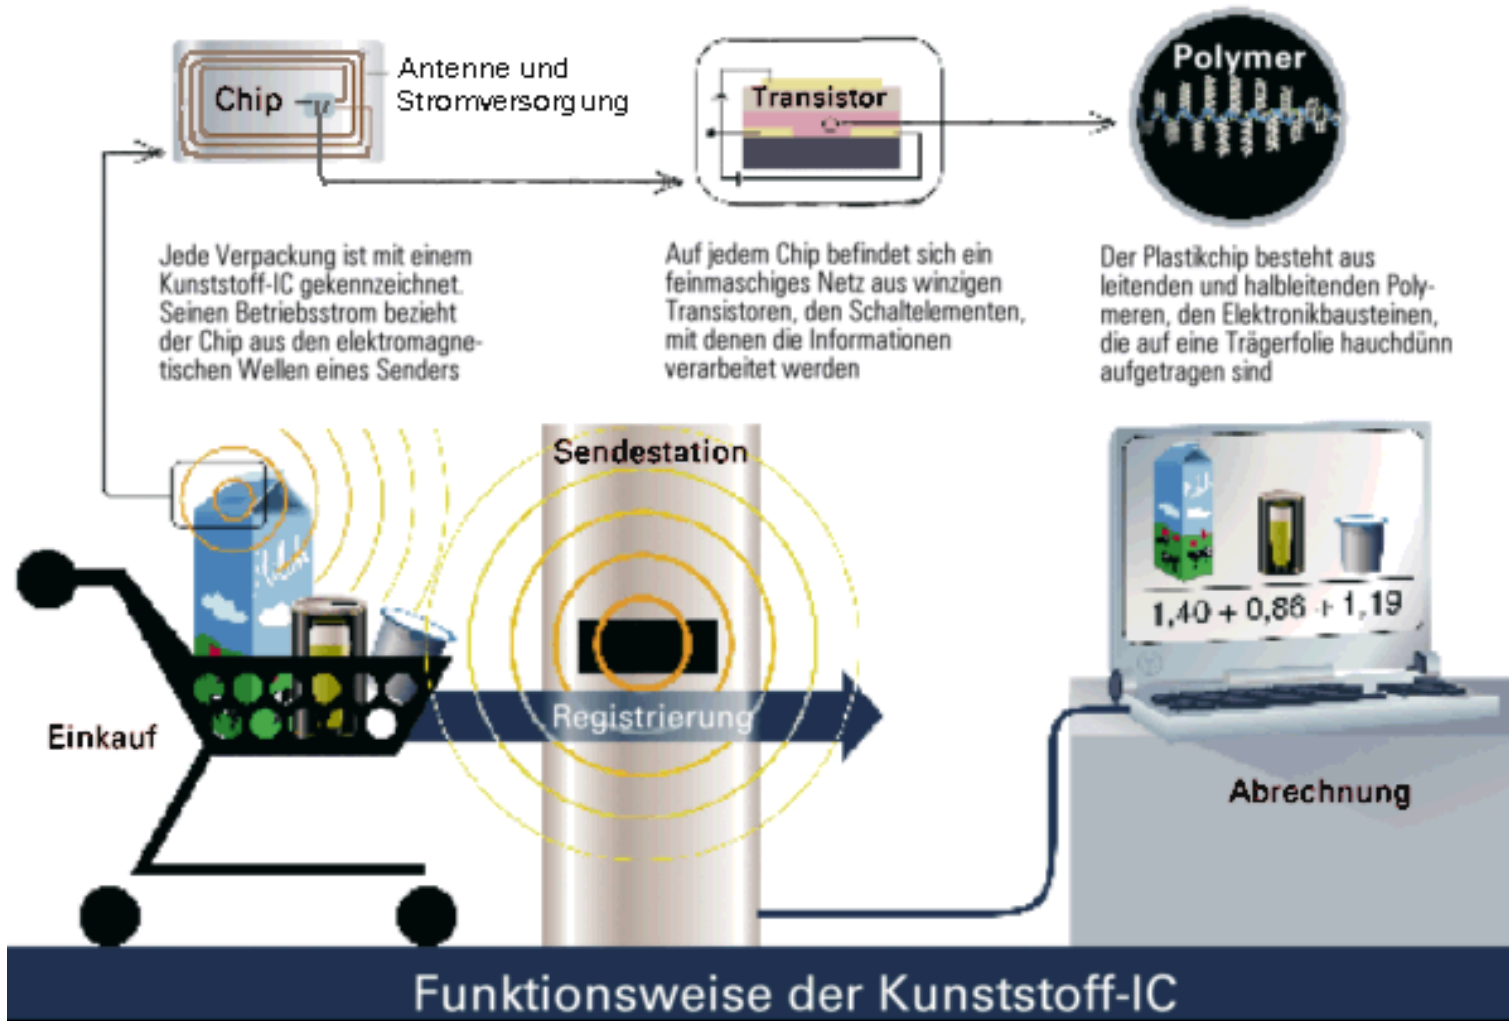 Polymer
Antenne und
Stromversorgung
Chip
Transistor
Jede Verpackung ist mit einem
Kunststoff-IC gekennzeichnet.
Seinen Betriebsstrom bezieht
der Chip aus den elektromagne-
tischen Wellen eines Senders
Auf jedem Chip befindet sich ein
feinmaschiges Netz aus winzigen
Transistoren, den Schaltelementen,
mit denen die Informationen
verarbeitet werden
Der Plastikchip besteht aus
leitenden und halbleitenden Poly-
meren, den Elektronikbausteinen,
die auf eine Trägerfolie hauchdünn
aufgetragen sind
Sendestation
1,40 + 0,86 + 1,19
Registrierung
Einkauf
Abrechnung
Funktionsweise der Kunststoff-IC